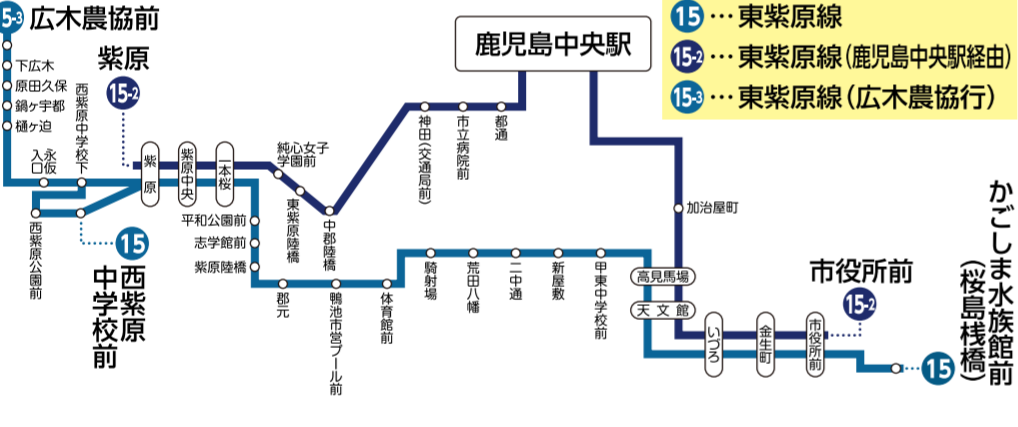 5-3 広木農協前
下広木
原田久保
鍋ヶ宇都
樋ヶ迫
西紫原中学校下
永仮
入口
西紫原公園前
紫原
15-2
15
西紫原
中学校前
紫原
紫原中央
一本桜
純心女子
学園前
東紫原陸橋
中郡陸橋
神田(交通局前)
市立病院前
都通
鹿児島中央駅
平和公園前
志学館前
紫原陸橋
郡元
鴨池市営プール前
体育館前
騎射場
荒田八幡
二中通
新屋敷
甲東中学校前
加治屋町
高見馬場
天文館
いづろ
金生町
市役所前
市役所前
15-2
15
かごしま水族館前
(桜島桟橋)
15…東紫原線
15-2…東紫原線(鹿児島中央駅経由)
15-3…東紫原線(広木農協行)